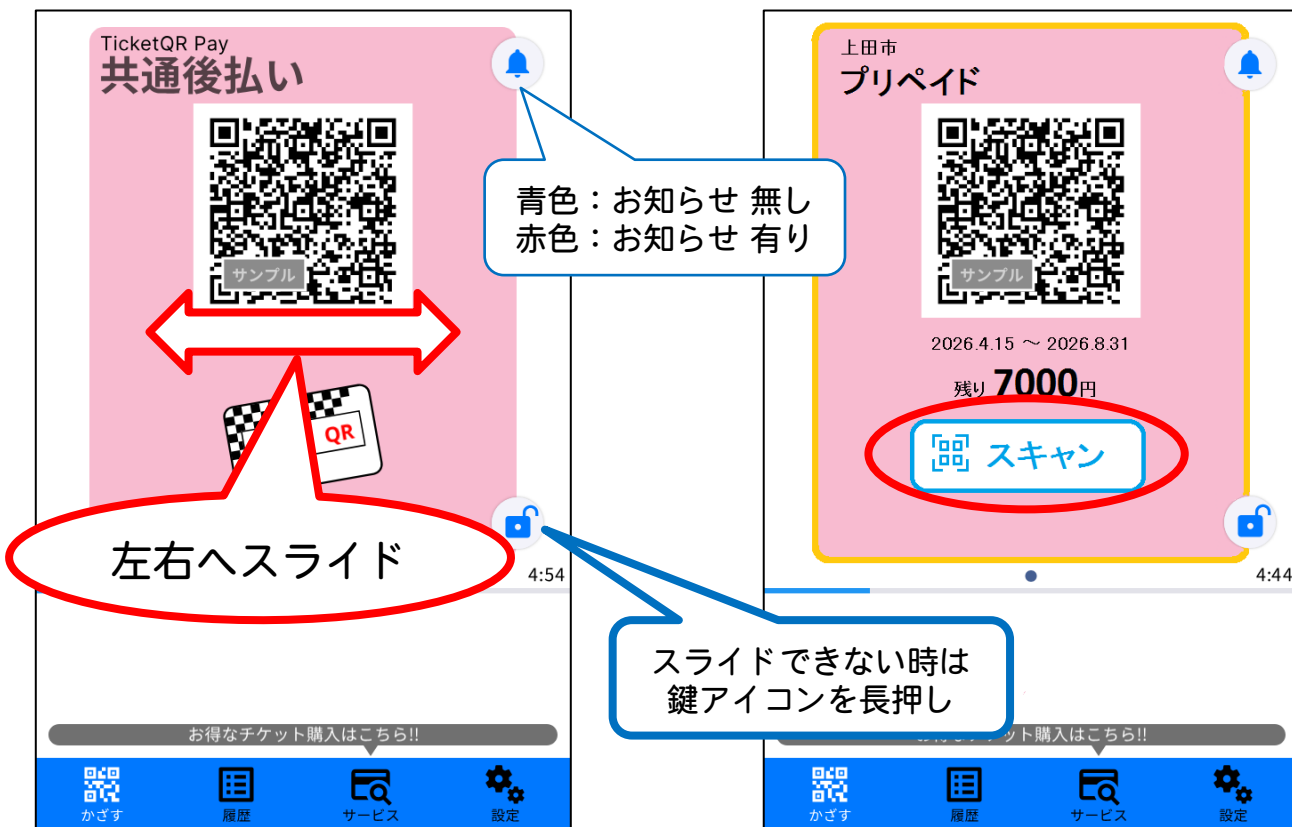 TicketQR Pay
共通後払い
サンプル
QR
左右へスライド
4:54
お得なチケット購入はこちら!!
かざす
履歴
サービス
設定
青色：お知らせ 無し
赤色：お知らせ 有り
スライドできない時は
鍵アイコンを長押し
上田市
プリペイド
サンプル
2026.4.15 ～ 2026.8.31
残り 7000円
スキャン
4:44
ット購入はこちら!!
かざす
履歴
サービス
設定